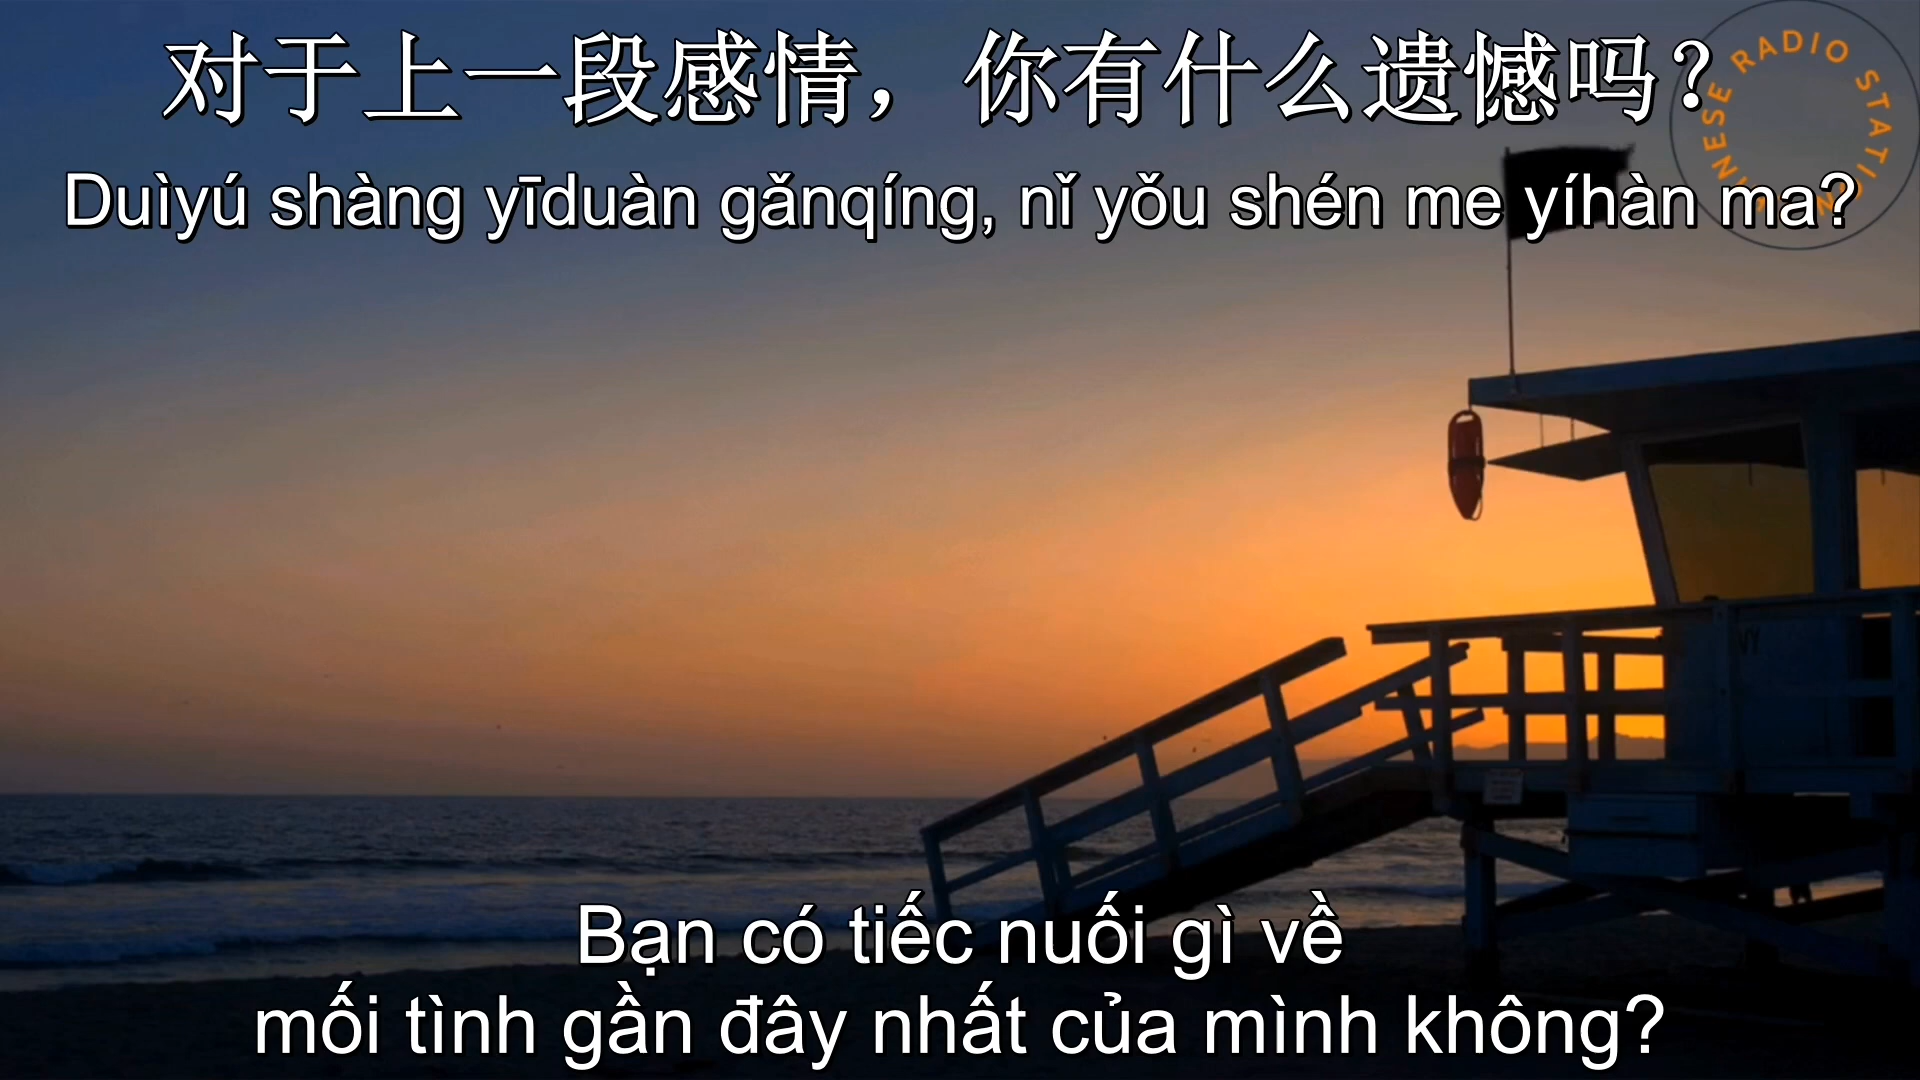 对于上一段感情，你有什么遗憾吗？
Duìyú shàng yīduàn gǎnqíng, nǐ yǒu shén me yíhàn ma?
RADIO STATION
Bạn có tiếc nuối gì về
mối tình gần đây nhất của mình không?